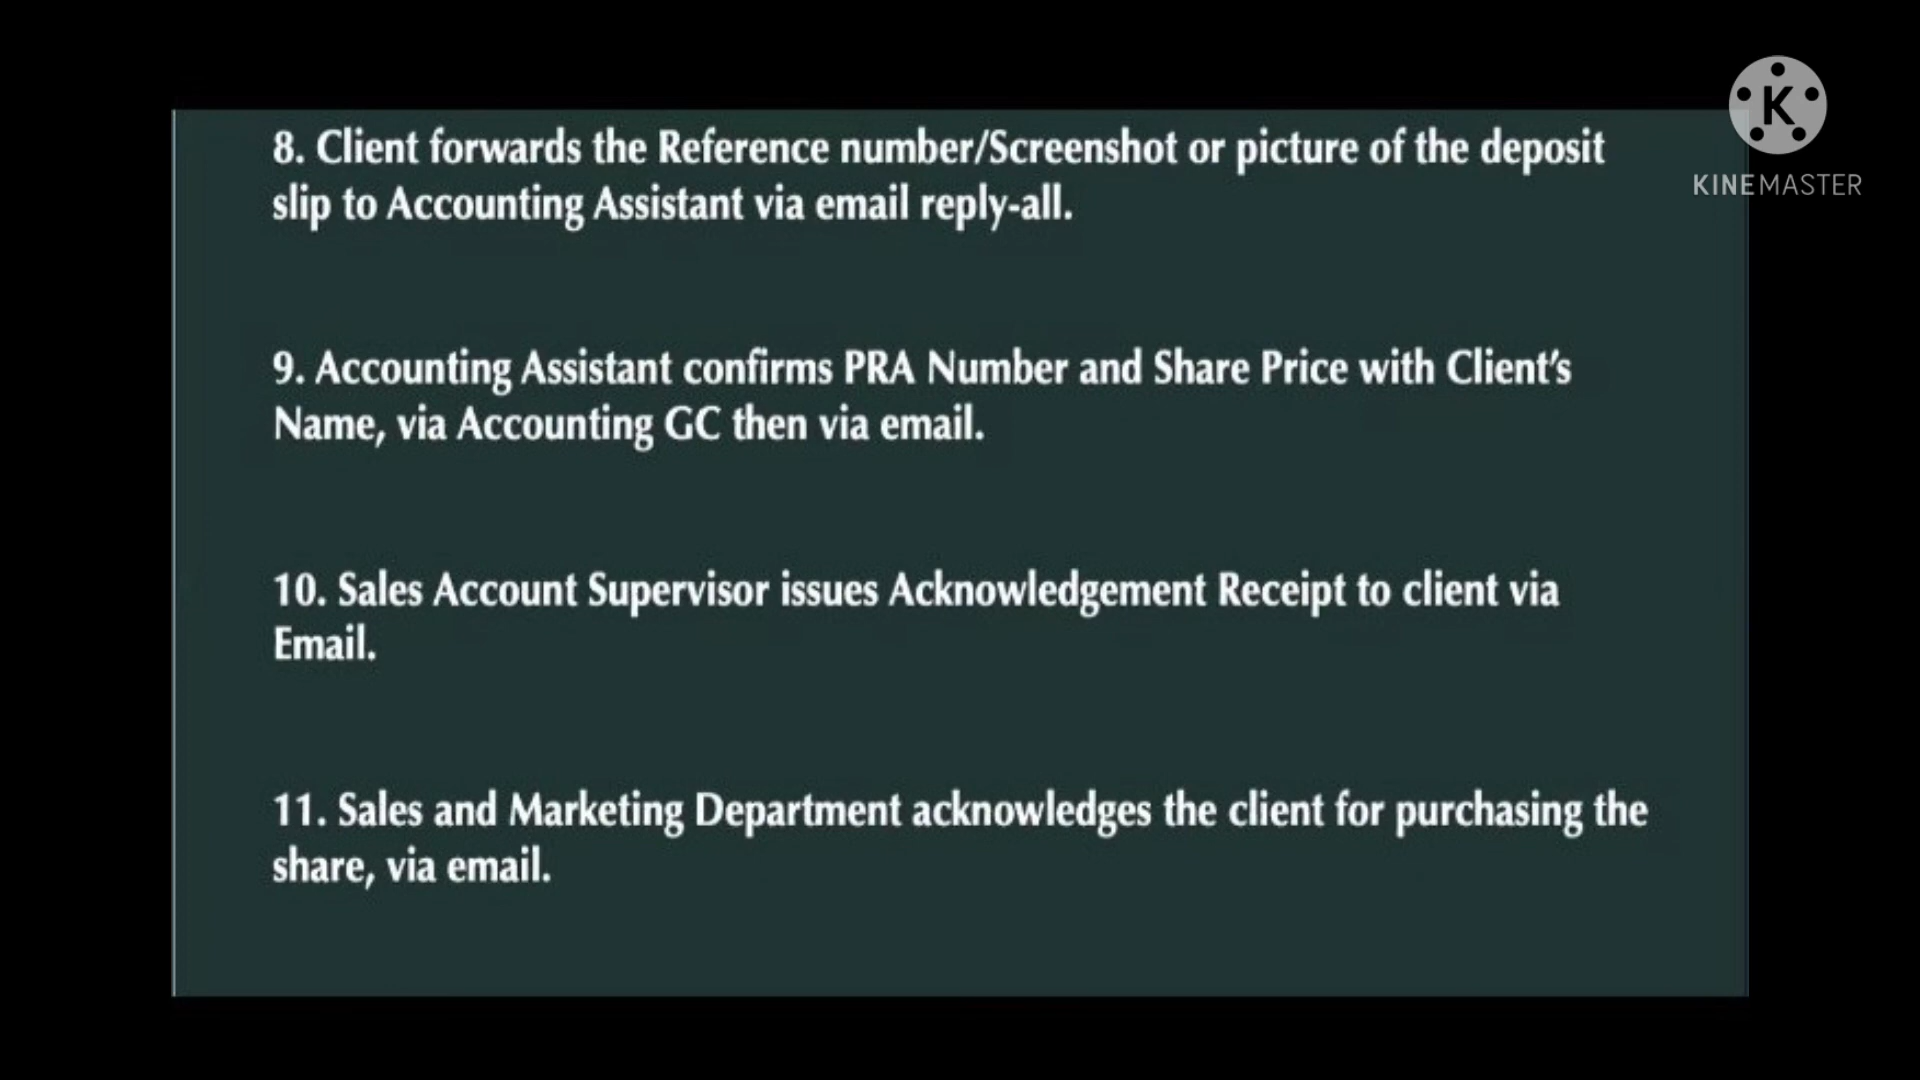 8. Client forwards the Reference number/Screenshot or picture of the deposit
slip to Accounting Assistant via email reply-all.
9. Accounting Assistant confirms PRA Number and Share Price with Client's
Name, via Accounting GC then via email.
10. Sales Account Supervisor issues Acknowledgement Receipt to client via
Email.
11. Sales and Marketing Department acknowledges the client for purchasing the
share, via email.
K
KINEMASTER